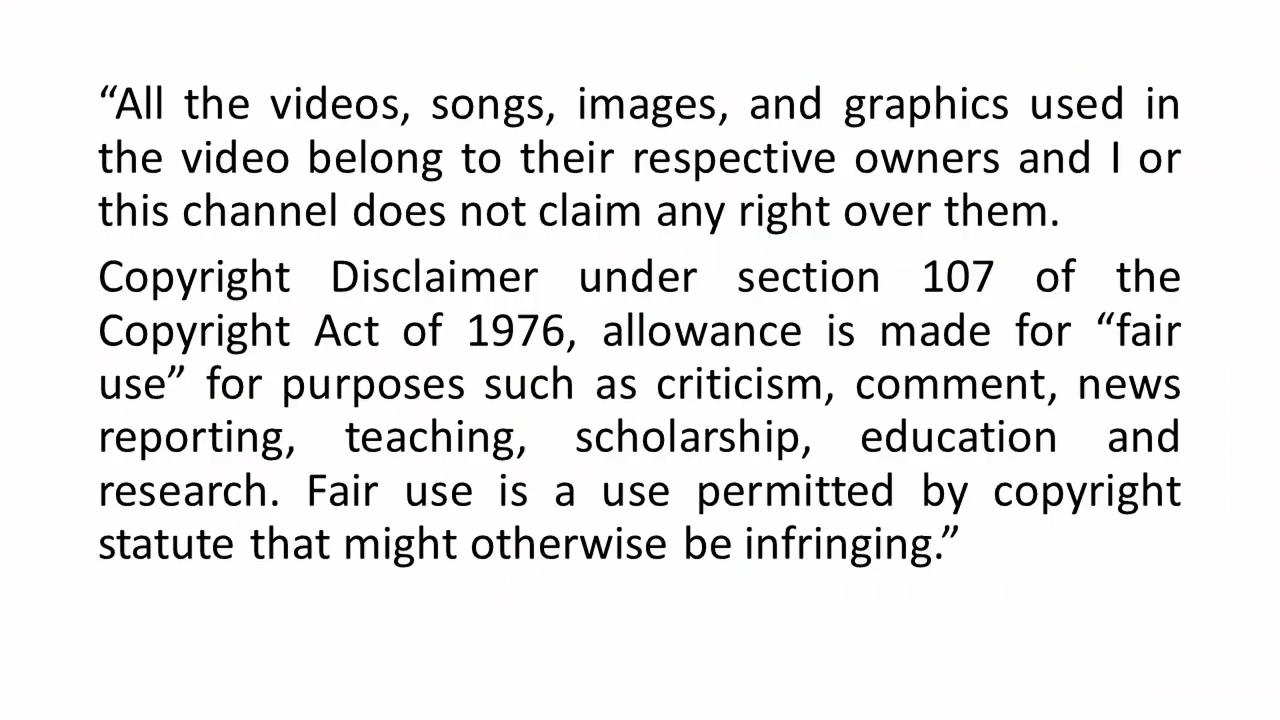 “All the videos, songs, images, and graphics used in
the video belong to their respective owners and I or
this channel does not claim any right over them.
Copyright Disclaimer under section 107 of the
Copyright Act of 1976, allowance is made for “fair
use” for purposes such as criticism, comment, news
reporting, teaching, scholarship, education and
research. Fair use is a use permitted by copyright
statute that might otherwise be infringing.”